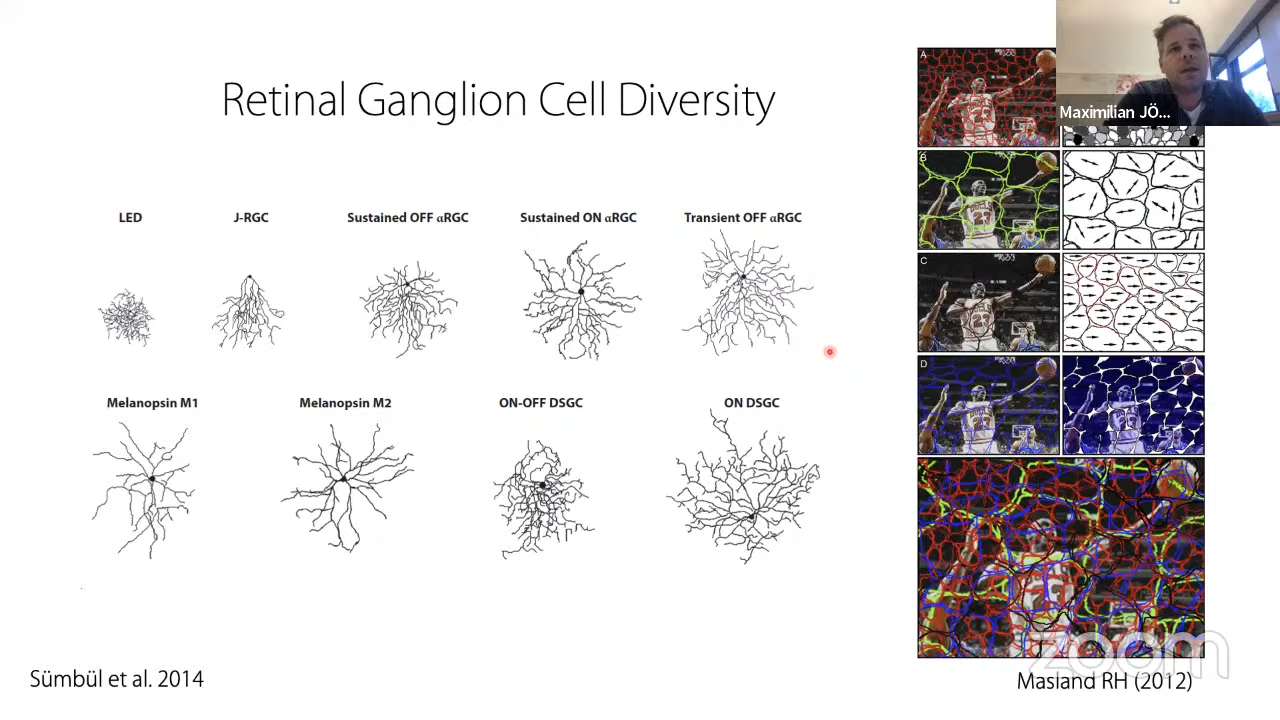 Retinal Ganglion Cell Diversity
LED
J-RGC
Sustained OFF αRGC
Sustained ON αRGC
Transient OFF αRGC
Melanopsin M1
Melanopsin M2
ON-OFF DSGC
ON DSGC
Sümbül et al. 2014
A
B
C
D
23
Masland RH (2012)
Maximilian JÖ...
zoom